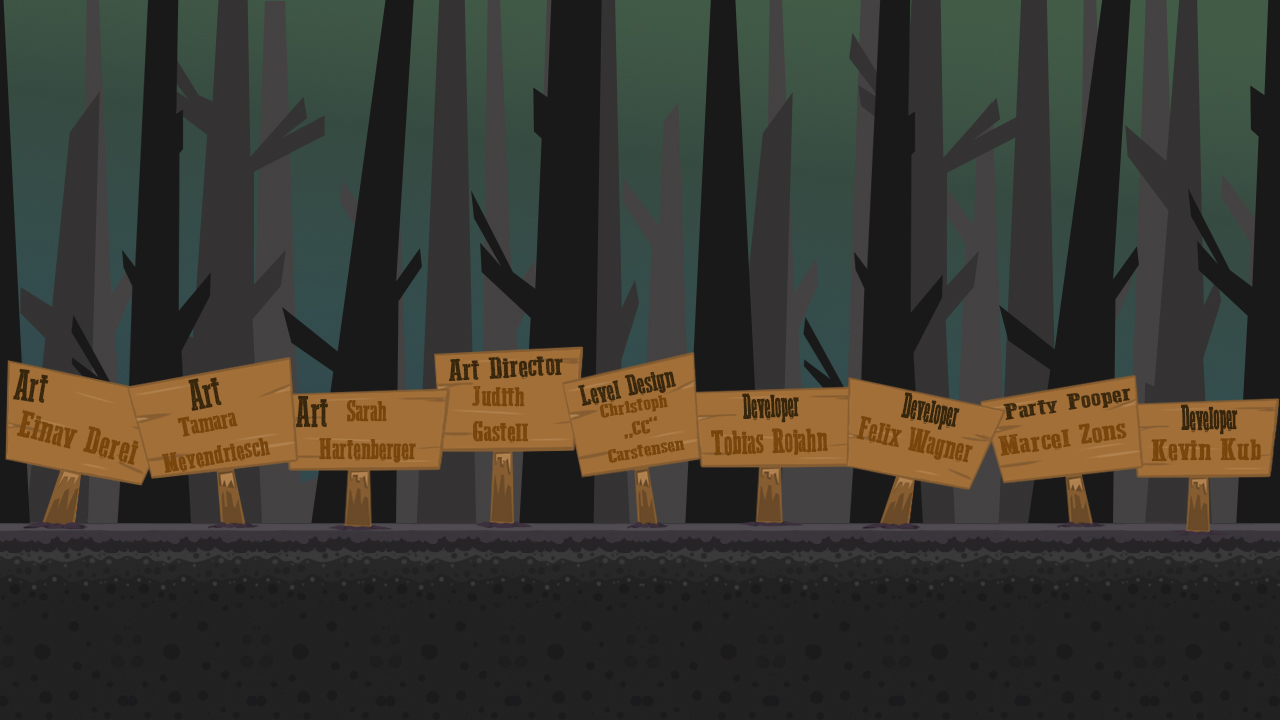 Art
Einav Derei
Art
Tamara
Mevendriesch
Art Sarah
Hartenberger
Art Director
Judith
Gastell
Level Design
Christoph
„CC“
Carstensen
Developer
Tobias Rojahn
Developer
Felix Wagner
Party Pooper
Marcel Zons
Developer
Kevin Kub